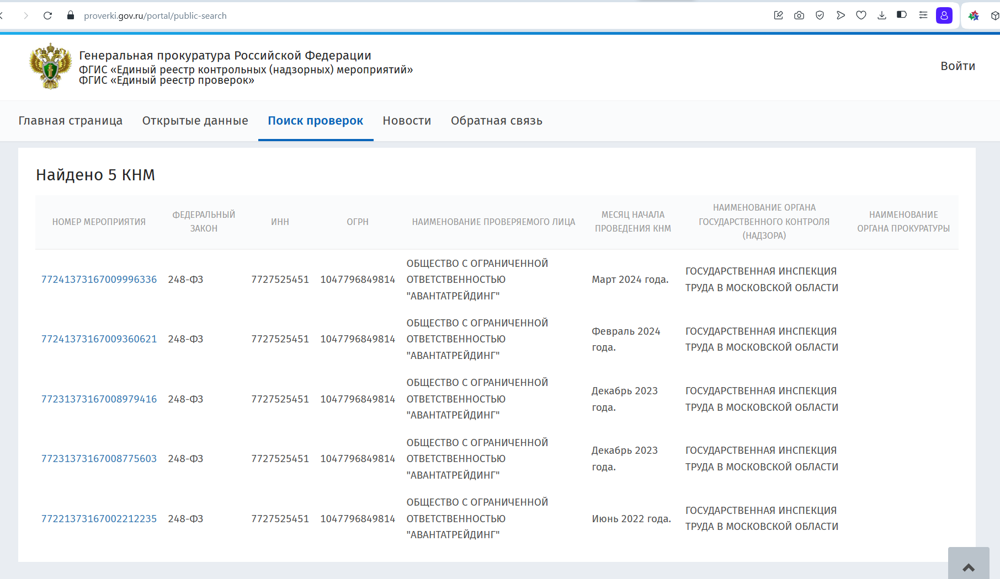 proverki.gov.ru/portal/public-search
Генеральная прокуратура Российской Федерации
ФГИС «Единый реестр контрольных (надзорных) мероприятий»
ФГИС «Единый реестр проверок»
Войти
Главная страница Открытые данные Поиск проверок Новости Обратная связь
Найдено 5 КНМ
НОМЕР МЕРОПРИЯТИЯ
ФЕДЕРАЛЬНЫЙ
ЗАКОН
ИНН
ОГРН
НАИМЕНОВАНИЕ ПРОВЕРЯЕМОГО ЛИЦА
МЕСЯЦ НАЧАЛА
ПРОВЕДЕНИЯ КНМ
НАИМЕНОВАНИЕ ОРГАНА
ГОСУДАРСТВЕННОГО КОНТРОЛЯ
(НАДЗОРА)
НАИМЕНОВАНИЕ
ОРГАНА ПРОКУРАТУРЫ
77241373167009996336
248-ФЗ
7727525451
1047796849814
ОБЩЕСТВО С ОГРАНИЧЕННОЙ
ОТВЕТСТВЕННОСТЬЮ
"АВАНТАТРЕЙДИНГ"
Март 2024 года.
ГОСУДАРСТВЕННАЯ ИНСПЕКЦИЯ
ТРУДА В МОСКОВСКОЙ ОБЛАСТИ
77241373167009360621
248-ФЗ
7727525451
1047796849814
ОБЩЕСТВО С ОГРАНИЧЕННОЙ
ОТВЕТСТВЕННОСТЬЮ
"АВАНТАТРЕЙДИНГ"
Февраль 2024
года.
ГОСУДАРСТВЕННАЯ ИНСПЕКЦИЯ
ТРУДА В МОСКОВСКОЙ ОБЛАСТИ
77231373167008979416
248-ФЗ
7727525451
1047796849814
ОБЩЕСТВО С ОГРАНИЧЕННОЙ
ОТВЕТСТВЕННОСТЬЮ
"АВАНТАТРЕЙДИНГ"
Декабрь 2023
года.
ГОСУДАРСТВЕННАЯ ИНСПЕКЦИЯ
ТРУДА В МОСКОВСКОЙ ОБЛАСТИ
77231373167008775603
248-ФЗ
7727525451
1047796849814
ОБЩЕСТВО С ОГРАНИЧЕННОЙ
ОТВЕТСТВЕННОСТЬЮ
"АВАНТАТРЕЙДИНГ"
Декабрь 2023
года.
ГОСУДАРСТВЕННАЯ ИНСПЕКЦИЯ
ТРУДА В МОСКОВСКОЙ ОБЛАСТИ
77221373167002212235
248-ФЗ
7727525451
1047796849814
ОБЩЕСТВО С ОГРАНИЧЕННОЙ
ОТВЕТСТВЕННОСТЬЮ
"АВАНТАТРЕЙДИНГ"
Июнь 2022 года.
ГОСУДАРСТВЕННАЯ ИНСПЕКЦИЯ
ТРУДА В МОСКОВСКОЙ ОБЛАСТИ